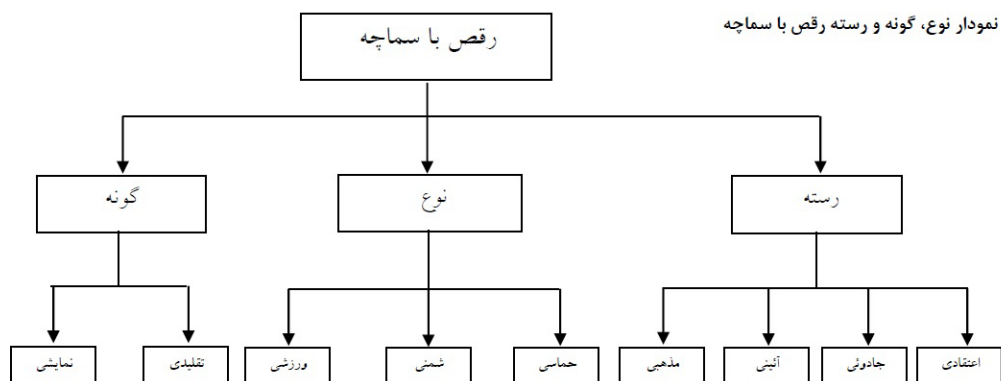 نمودار نوع، گونه و رسته رقص با سماچه
رقص با سماچه
رسته
نوع
گونه
اعتقادی
جادوئی
آئینی
مذهبی
حماسی
شمنی
ورزشی
تقلیدی
نمایشی